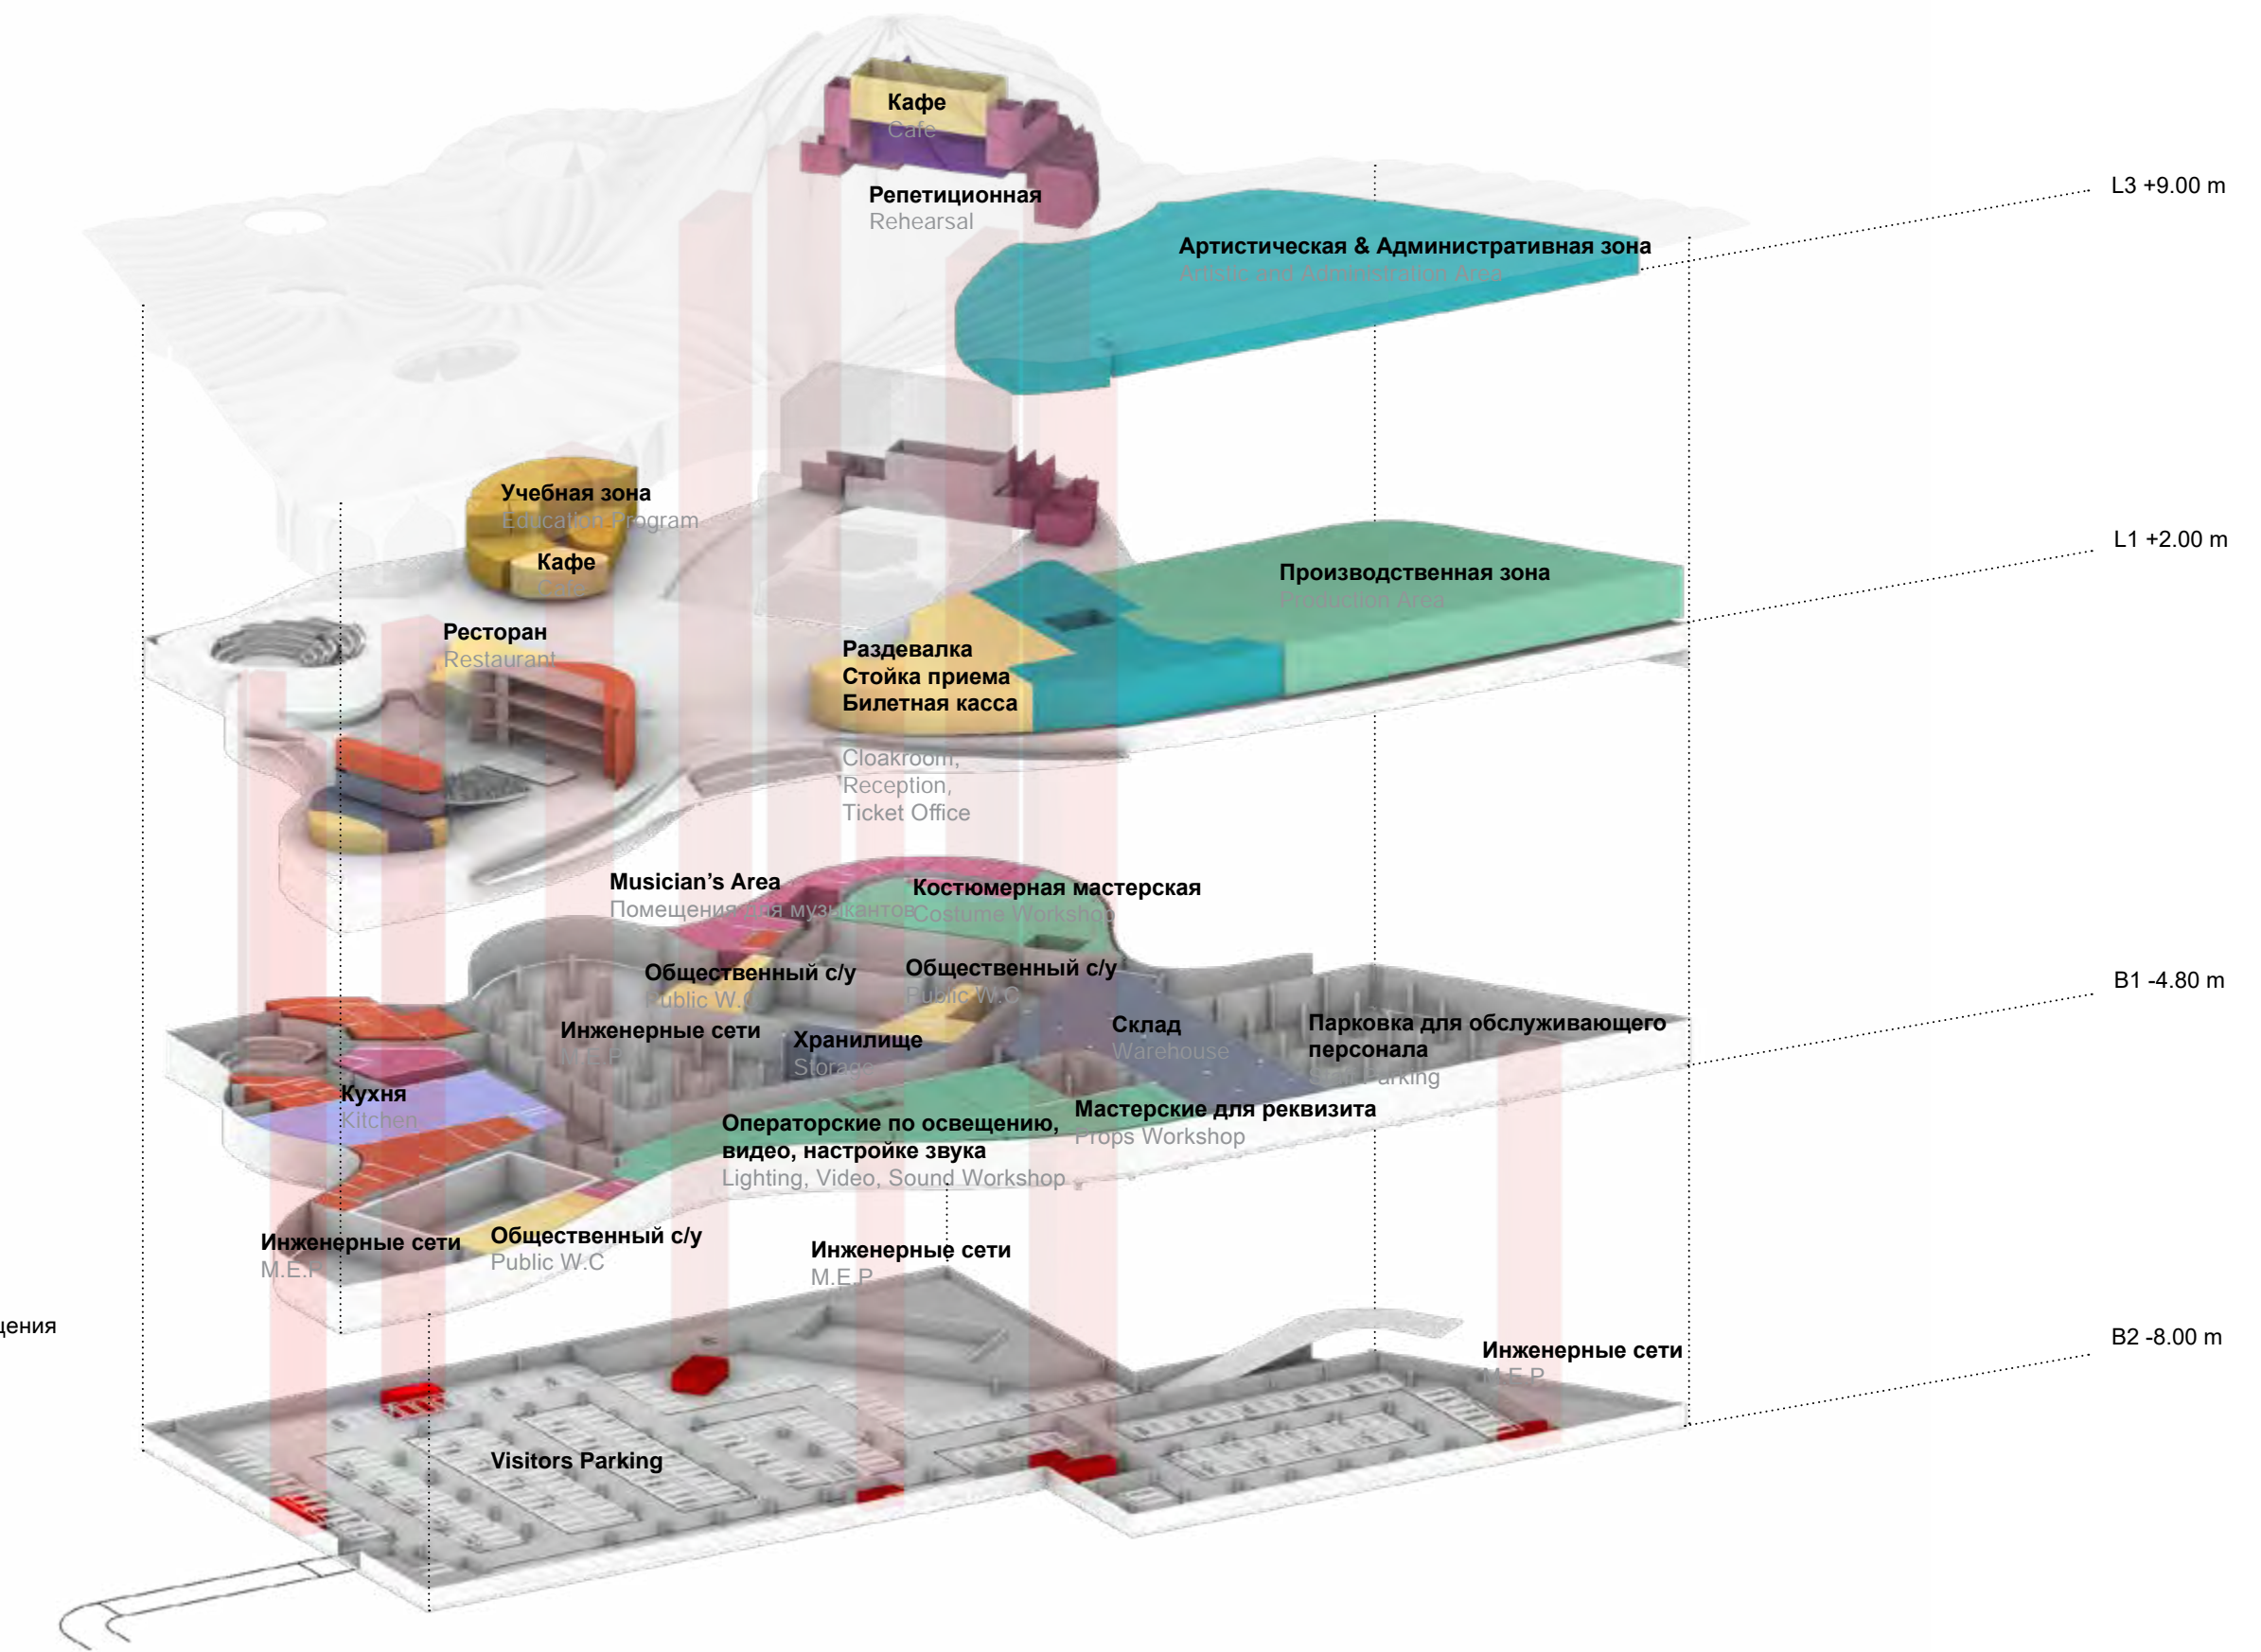 Кафе
Cafe
L3 +9.00 m
Репетиционная
Rehearsal
Артистическая & Административная зона
Artistic and Administration Area
Учебная зона
Education Program
L1 +2.00 m
Кафе
Cafe
Производственная зона
Production Area
Ресторан
Restaurant
Раздевалка
Стойка приема
Билетная касса
Cloakroom,
Reception,
Ticket Office
Musician's Area
Помещения для музыкантов
Костюмерная мастерская
Costume Workshop
Общественный с/у
Public W.C
Общественный с/у
Public W.C
B1 -4.80 m
Инженерные сети
M.E.P
Хранилище
Storage
Склад
Warehouse
Парковка для обслуживающего
персонала
Parking
Кухня
Kitchen
Операторские по освещению,
видео, настройке звука
Lighting, Video, Sound Workshop
Мастерские для реквизита
Props Workshop
Инженерные сети
M.E.P
Общественный с/у
Public W.C
Инженерные сети
M.E.P
щения
Инженерные сети
M.E.P
B2 -8.00 m
Visitors Parking